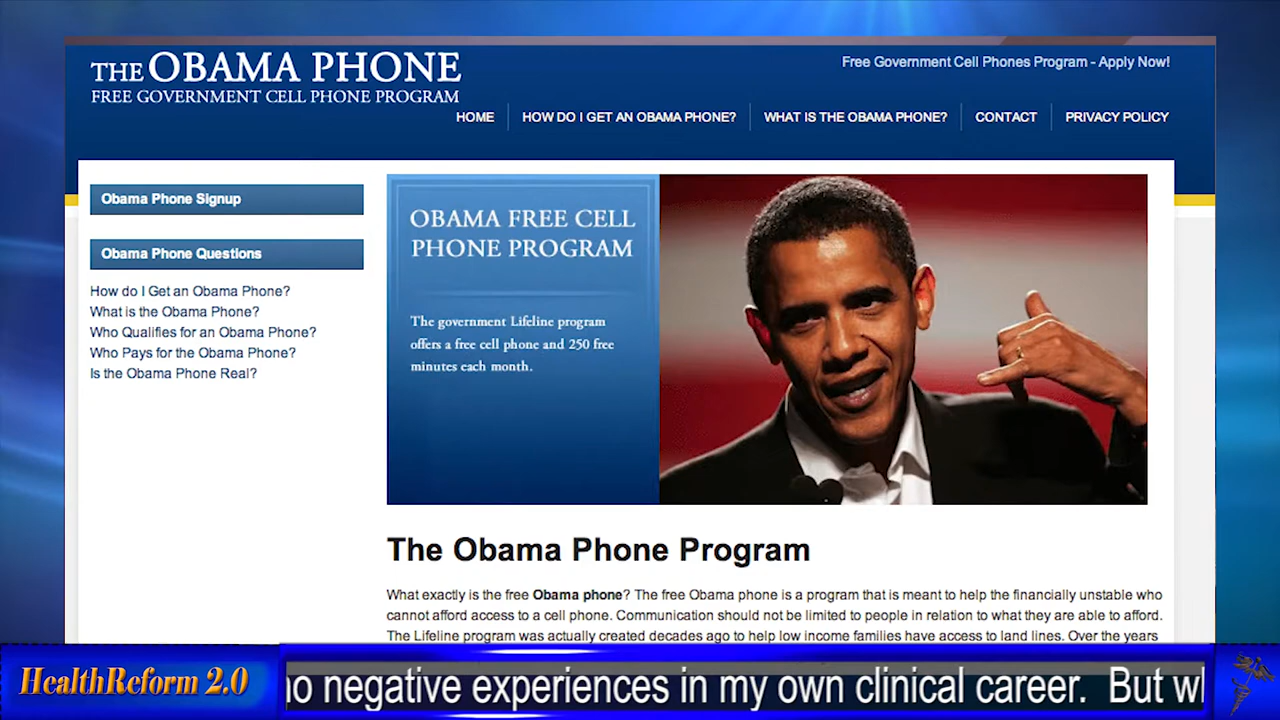 THE OBAMA PHONE
FREE GOVERNMENT CELL PHONE PROGRAM
Free Government Cell Phones Program - Apply Now!
HOME
HOW DO I GET AN OBAMA PHONE?
WHAT IS THE OBAMA PHONE?
CONTACT
PRIVACY POLICY
Obama Phone Signup
Obama Phone Questions
How do I Get an Obama Phone?
What is the Obama Phone?
Who Qualifies for an Obama Phone?
Who Pays for the Obama Phone?
Is the Obama Phone Real?
OBAMA FREE CELL
PHONE PROGRAM
The government Lifeline program
offers a free cell phone and 250 free
minutes each month.
The Obama Phone Program
What exactly is the free Obama phone? The free Obama phone is a program that is meant to help the financially unstable who
cannot afford access to a cell phone. Communication should not be limited to people in relation to what they are able to afford.
The Lifeline program was actually created decades ago to help low income families have access to land lines. Over the years
HealthReform 2.0
negative experiences in my own clinical career. But